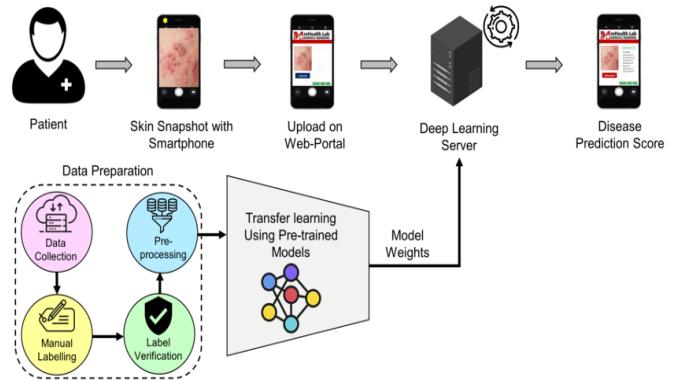 mHealth Lab
mHealth Lab
Patient
Skin Snapshot with
Smartphone
Upload on
Web-Portal
Deep Learning
Server
Disease
Prediction Score
Data Preparation
Data
Collection
Pre-
processing
Manual
Labelling
Label
Verification
Transfer learning
Using Pre-trained
Models
Model
Weights